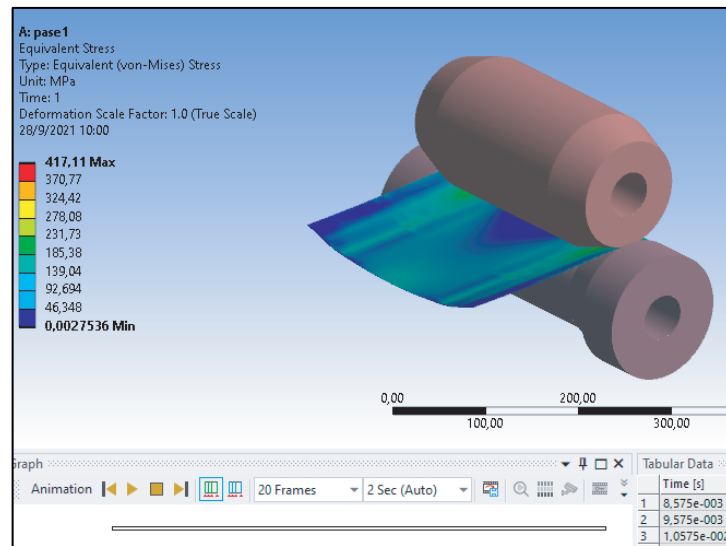 A: pase1
Equivalent Stress
Type: Equivalent (von-Mises) Stress
Unit: MPa
Time: 1
Deformation Scale Factor: 1.0 (True Scale)
28/9/2021 10:00
417,11 Max
370,77
324,42
278,08
231,73
185,38
139,04
92,694
46,348
0,0027536 Min
0,00 200,00
100,00 300,00
Graph Tabular Data
Animation 20 Frames 2 Sec (Auto) Time [s]
1 8,575e-003
2 9,575e-003
3 1,0575e-002